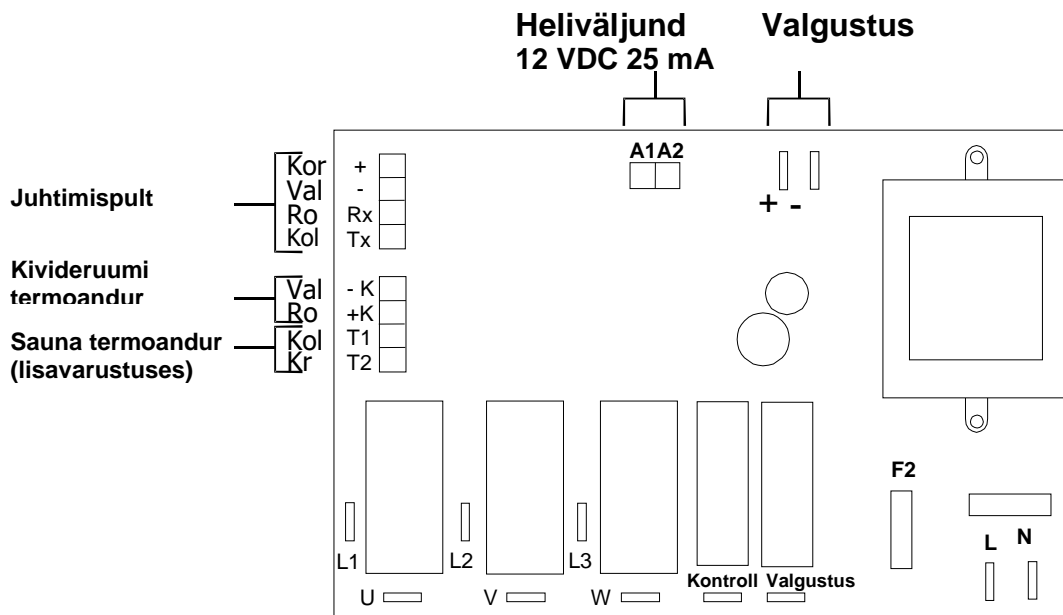 Heliväljund
12 VDC 25 mA
Valgustus
A1A2
+ -
Juhtimispult
Kor +
Val -
Ro Rx
Kol Tx
Kivideruumi
termoandur
Val - K
Ro +K
Sauna termoandur
(lisavarustuses)
Kol T1
Kr T2
F2
L N
L1 L2 L3
Kontroll Valgustus
U V W